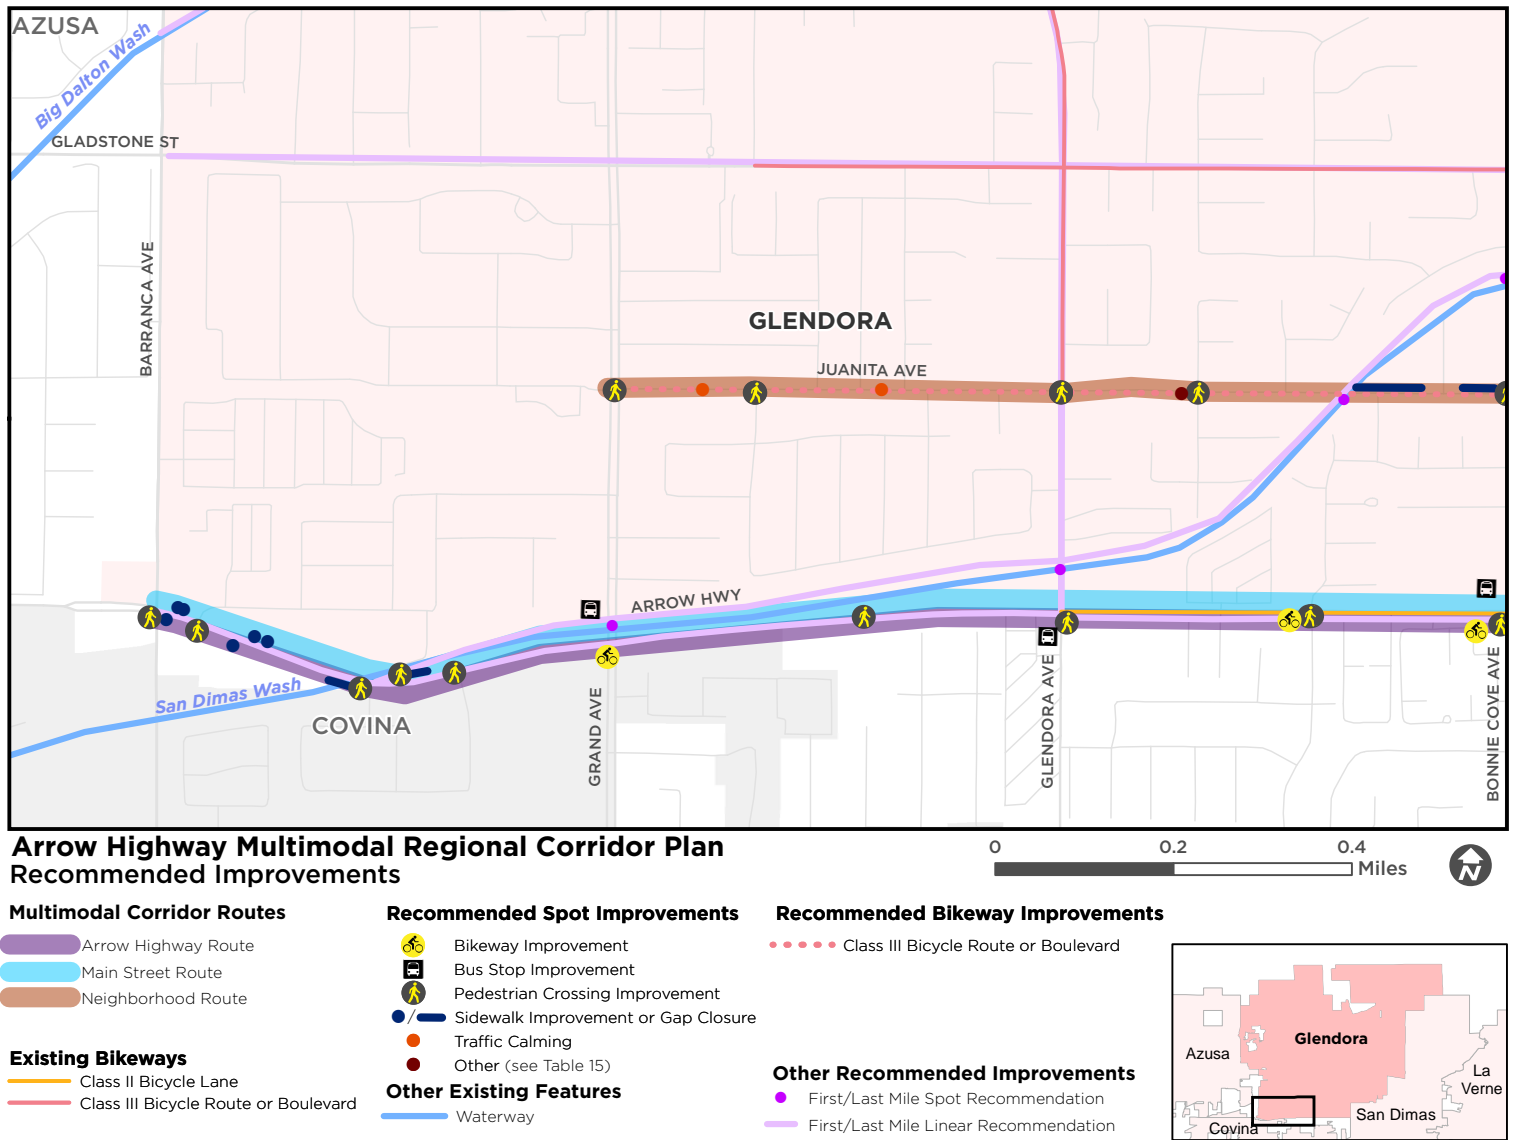 AZUSA
Big Dalton Wash
GLADSTONE ST
BARRANCA AVE
GLENDORA
JUANITA AVE
ARROW HWY
San Dimas Wash
COVINA
GRAND AVE
GLENDORA AVE
BONNIE COVE AVE
Arrow Highway Multimodal Regional Corridor Plan
Recommended Improvements
0 0.2 0.4
Miles
N
Multimodal Corridor Routes
Arrow Highway Route
Main Street Route
Neighborhood Route
Existing Bikeways
Class II Bicycle Lane
Class III Bicycle Route or Boulevard
Recommended Spot Improvements
Bikeway Improvement
Bus Stop Improvement
Pedestrian Crossing Improvement
/ Sidewalk Improvement or Gap Closure
Traffic Calming
Other (see Table 15)
Other Existing Features
Waterway
Recommended Bikeway Improvements
Class III Bicycle Route or Boulevard
Other Recommended Improvements
First/Last Mile Spot Recommendation
First/Last Mile Linear Recommendation
Glendora
Azusa
La
Verne
San Dimas
Covina